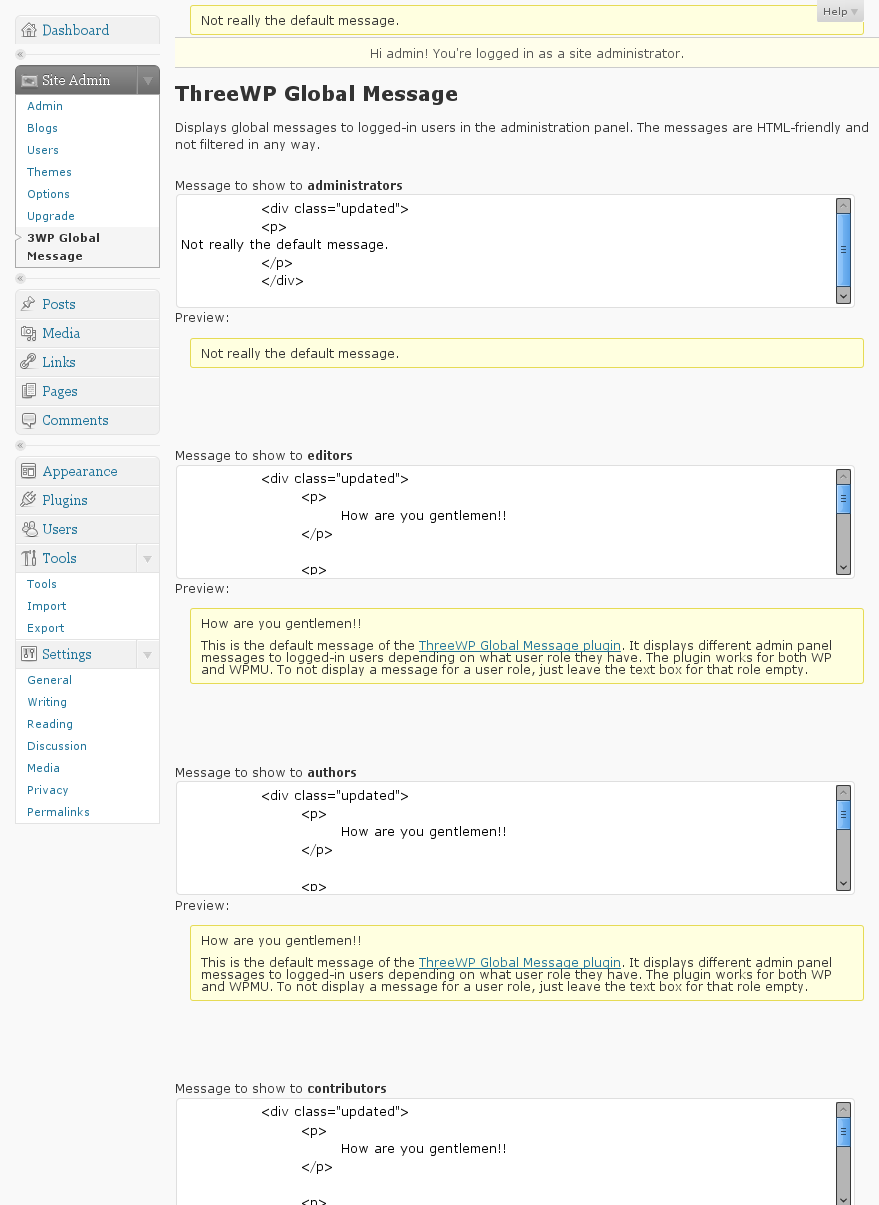 Dashboard
«
Site Admin
Admin
Blogs
Users
Themes
Options
Upgrade
3WP Global
Message
«
Posts
Media
Links
Pages
Comments
«
Appearance
Plugins
Users
Tools
Tools
Import
Export
Settings
General
Writing
Reading
Discussion
Media
Privacy
Permalinks
Not really the default message.
Help
Hi admin! You're logged in as a site administrator.
ThreeWP Global Message
Displays global messages to logged-in users in the administration panel. The messages are HTML-friendly and
not filtered in any way.
Message to show to administrators
<div class="updated">
<p>
Not really the default message.
</p>
</div>
Preview:
Not really the default message.
Message to show to editors
<div class="updated">
<p>
How are you gentlemen!!
</p>
<p>
Preview:
How are you gentlemen!!
This is the default message of the ThreeWP Global Message plugin. It displays different admin panel
messages to logged-in users depending on what user role they have. The plugin works for both WP
and WPMU. To not display a message for a user role, just leave the text box for that role empty.
Message to show to authors
<div class="updated">
<p>
How are you gentlemen!!
</p>
<p>
Preview:
How are you gentlemen!!
This is the default message of the ThreeWP Global Message plugin. It displays different admin panel
messages to logged-in users depending on what user role they have. The plugin works for both WP
and WPMU. To not display a message for a user role, just leave the text box for that role empty.
Message to show to contributors
<div class="updated">
<p>
How are you gentlemen!!
</p>
<p>